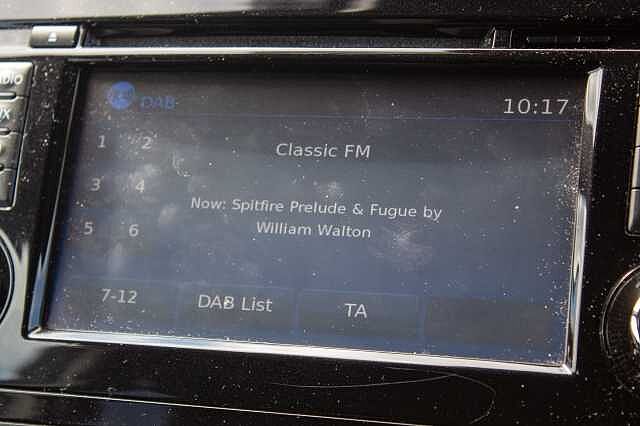 DAB
10:17
1 2
Classic FM
3 4
Now: Spitfire Prelude & Fugue by
William Walton
5 6
7-12
DAB List
TA